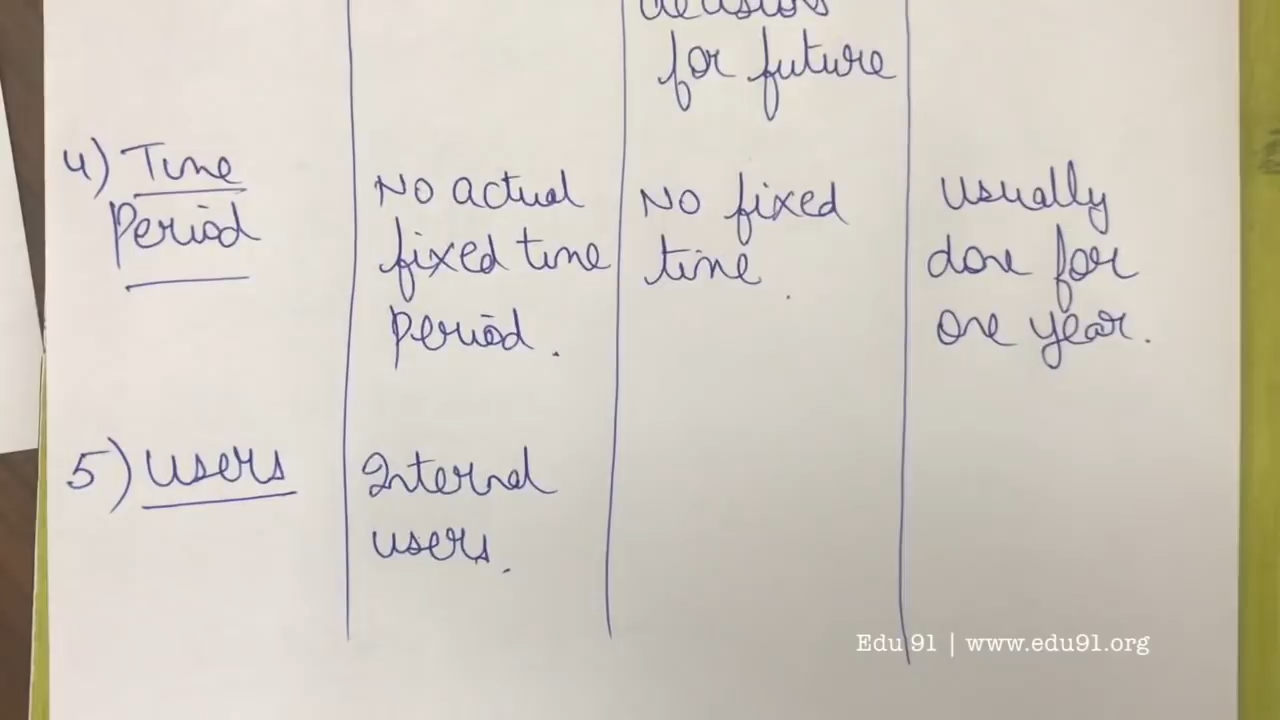 decisions
for future
4) Time
Period
No actual
fixed time
period.
No fixed
time.
Usually
done for
one year.
5) Users
Internal
users.
Edu 91 | www.edu91.org